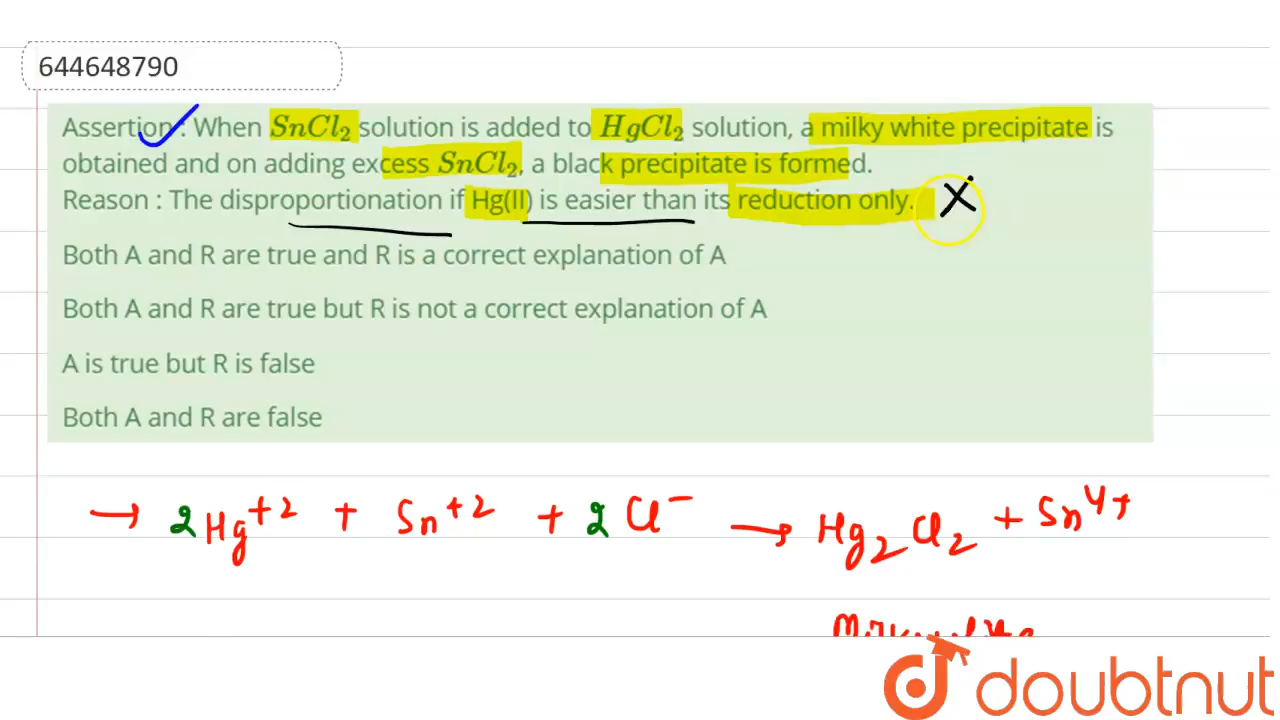 644648790
Assertion : When SnCl₂ solution is added to HgCl₂ solution, a milky white precipitate is
obtained and on adding excess SnCl₂, a black precipitate is formed.
Reason : The disproportionation if Hg(II) is easier than its reduction only. X
Both A and R are true and R is a correct explanation of A
Both A and R are true but R is not a correct explanation of A
A is true but R is false
Both A and R are false
→ 2Hg⁺² + Sn⁺² + 2Cl⁻ → Hg₂Cl₂ + Sn⁴⁺
doubtnut